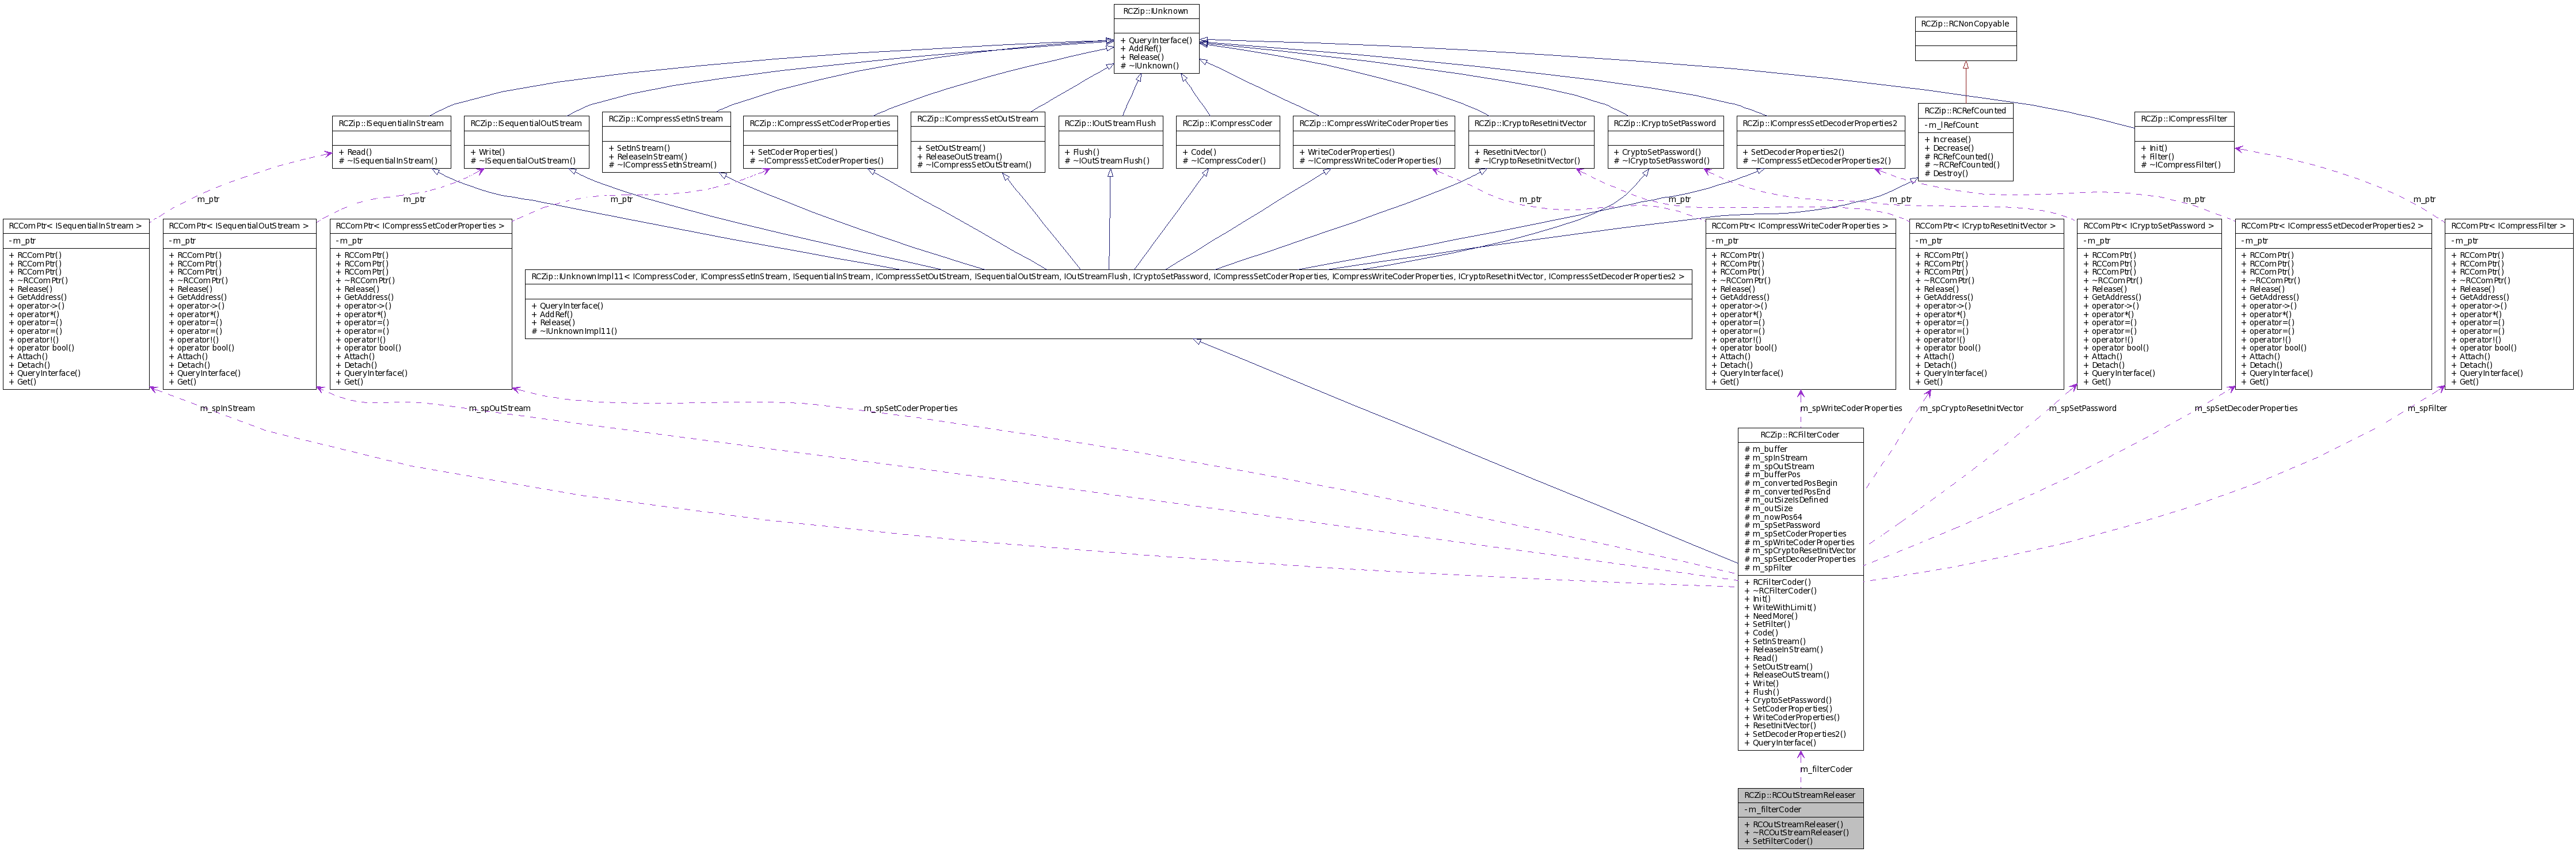 RCZip::IUnknown
+ QueryInterface()
+ AddRef()
+ Release()
# ~IUnknown()
RCZip::RCNonCopyable
RCZip::ISequentialInStream
+ Read()
# ~ISequentialInStream()
RCZip::ISequentialOutStream
+ Write()
# ~ISequentialOutStream()
RCZip::ICompressSetInStream
+ SetInStream()
+ ReleaseInStream()
# ~ICompressSetInStream()
RCZip::ICompressSetCoderProperties
+ SetCoderProperties()
# ~ICompressSetCoderProperties()
RCZip::ICompressSetOutStream
+ SetOutStream()
+ ReleaseOutStream()
# ~ICompressSetOutStream()
RCZip::IOutStreamFlush
+ Flush()
# ~IOutStreamFlush()
RCZip::ICompressCoder
+ Code()
# ~ICompressCoder()
RCZip::ICompressWriteCoderProperties
+ WriteCoderProperties()
# ~ICompressWriteCoderProperties()
RCZip::ICryptoResetInitVector
+ ResetInitVector()
# ~ICryptoResetInitVector()
RCZip::ICryptoSetPassword
+ CryptoSetPassword()
# ~ICryptoSetPassword()
RCZip::ICompressSetDecoderProperties2
+ SetDecoderProperties2()
# ~ICompressSetDecoderProperties2()
RCZip::RCRefCounted
- m_lRefCount
+ Increase()
+ Decrease()
# RCRefCounted()
# ~RCRefCounted()
# Destroy()
RCZip::ICompressFilter
+ Init()
+ Filter()
# ~ICompressFilter()
m_ptr
m_ptr
m_ptr
m_ptr
m_ptr
m_ptr
m_ptr
m_ptr
RCComPtr< ISequentialInStream >
- m_ptr
+ RCComPtr()
+ RCComPtr()
+ RCComPtr()
+ ~RCComPtr()
+ Release()
+ GetAddress()
+ operator->()
+ operator*()
+ operator=()
+ operator=()
+ operator!()
+ operator bool()
+ Attach()
+ Detach()
+ QueryInterface()
+ Get()
RCComPtr< ISequentialOutStream >
- m_ptr
+ RCComPtr()
+ RCComPtr()
+ RCComPtr()
+ ~RCComPtr()
+ Release()
+ GetAddress()
+ operator->()
+ operator*()
+ operator=()
+ operator=()
+ operator!()
+ operator bool()
+ Attach()
+ Detach()
+ QueryInterface()
+ Get()
RCComPtr< ICompressSetCoderProperties >
- m_ptr
+ RCComPtr()
+ RCComPtr()
+ RCComPtr()
+ ~RCComPtr()
+ Release()
+ GetAddress()
+ operator->()
+ operator*()
+ operator=()
+ operator=()
+ operator!()
+ operator bool()
+ Attach()
+ Detach()
+ QueryInterface()
+ Get()
RCZip::IUnknownImpl11< ICompressCoder, ICompressSetInStream, ISequentialInStream, ICompressSetOutStream, ISequentialOutStream, IOutStreamFlush, ICryptoSetPassword, ICompressSetCoderProperties, ICompressWriteCoderProperties, ICryptoResetInitVector, ICompressSetDecoderProperties2 >
+ QueryInterface()
+ AddRef()
+ Release()
# ~IUnknownImpl11()
RCComPtr< ICompressWriteCoderProperties >
- m_ptr
+ RCComPtr()
+ RCComPtr()
+ RCComPtr()
+ ~RCComPtr()
+ Release()
+ GetAddress()
+ operator->()
+ operator*()
+ operator=()
+ operator=()
+ operator!()
+ operator bool()
+ Attach()
+ Detach()
+ QueryInterface()
+ Get()
RCComPtr< ICryptoResetInitVector >
- m_ptr
+ RCComPtr()
+ RCComPtr()
+ RCComPtr()
+ ~RCComPtr()
+ Release()
+ GetAddress()
+ operator->()
+ operator*()
+ operator=()
+ operator=()
+ operator!()
+ operator bool()
+ Attach()
+ Detach()
+ QueryInterface()
+ Get()
RCComPtr< ICryptoSetPassword >
- m_ptr
+ RCComPtr()
+ RCComPtr()
+ RCComPtr()
+ ~RCComPtr()
+ Release()
+ GetAddress()
+ operator->()
+ operator*()
+ operator=()
+ operator=()
+ operator!()
+ operator bool()
+ Attach()
+ Detach()
+ QueryInterface()
+ Get()
RCComPtr< ICompressSetDecoderProperties2 >
- m_ptr
+ RCComPtr()
+ RCComPtr()
+ RCComPtr()
+ ~RCComPtr()
+ Release()
+ GetAddress()
+ operator->()
+ operator*()
+ operator=()
+ operator=()
+ operator!()
+ operator bool()
+ Attach()
+ Detach()
+ QueryInterface()
+ Get()
RCComPtr< ICompressFilter >
- m_ptr
+ RCComPtr()
+ RCComPtr()
+ RCComPtr()
+ ~RCComPtr()
+ Release()
+ GetAddress()
+ operator->()
+ operator*()
+ operator=()
+ operator=()
+ operator!()
+ operator bool()
+ Attach()
+ Detach()
+ QueryInterface()
+ Get()
m_spInStream
m_spOutStream
m_spSetCoderProperties
m_spWriteCoderProperties
m_spCryptoResetInitVector
m_spSetPassword
m_spSetDecoderProperties
m_spFilter
RCZip::RCFilterCoder
# m_buffer
# m_spInStream
# m_spOutStream
# m_bufferPos
# m_convertedPosBegin
# m_convertedPosEnd
# m_outSizeIsDefined
# m_outSize
# m_nowPos64
# m_spSetPassword
# m_spSetCoderProperties
# m_spWriteCoderProperties
# m_spCryptoResetInitVector
# m_spSetDecoderProperties
# m_spFilter
+ RCFilterCoder()
+ ~RCFilterCoder()
+ Init()
+ WriteWithLimit()
+ NeedMore()
+ SetFilter()
+ Code()
+ SetInStream()
+ ReleaseInStream()
+ Read()
+ SetOutStream()
+ ReleaseOutStream()
+ Write()
+ Flush()
+ CryptoSetPassword()
+ SetCoderProperties()
+ WriteCoderProperties()
+ ResetInitVector()
+ SetDecoderProperties2()
+ QueryInterface()
m_filterCoder
RCZip::RCOutStreamReleaser
- m_filterCoder
+ RCOutStreamReleaser()
+ ~RCOutStreamReleaser()
+ SetFilterCoder()